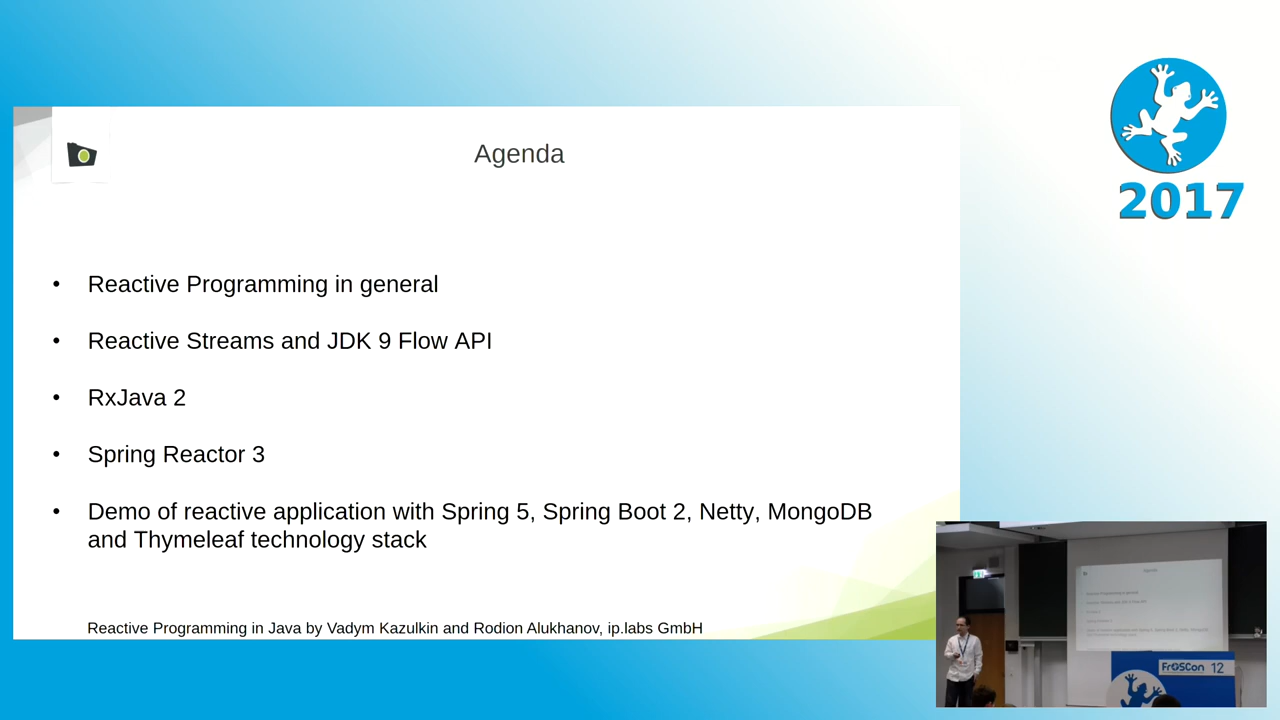 Agenda
2017
• Reactive Programming in general
• Reactive Streams and JDK 9 Flow API
• RxJava 2
• Spring Reactor 3
• Demo of reactive application with Spring 5, Spring Boot 2, Netty, MongoDB
and Thymeleaf technology stack
Reactive Programming in Java by Vadym Kazulkin and Rodion Alukhanov, ip.labs GmbH
Agenda
FrOSCon 12